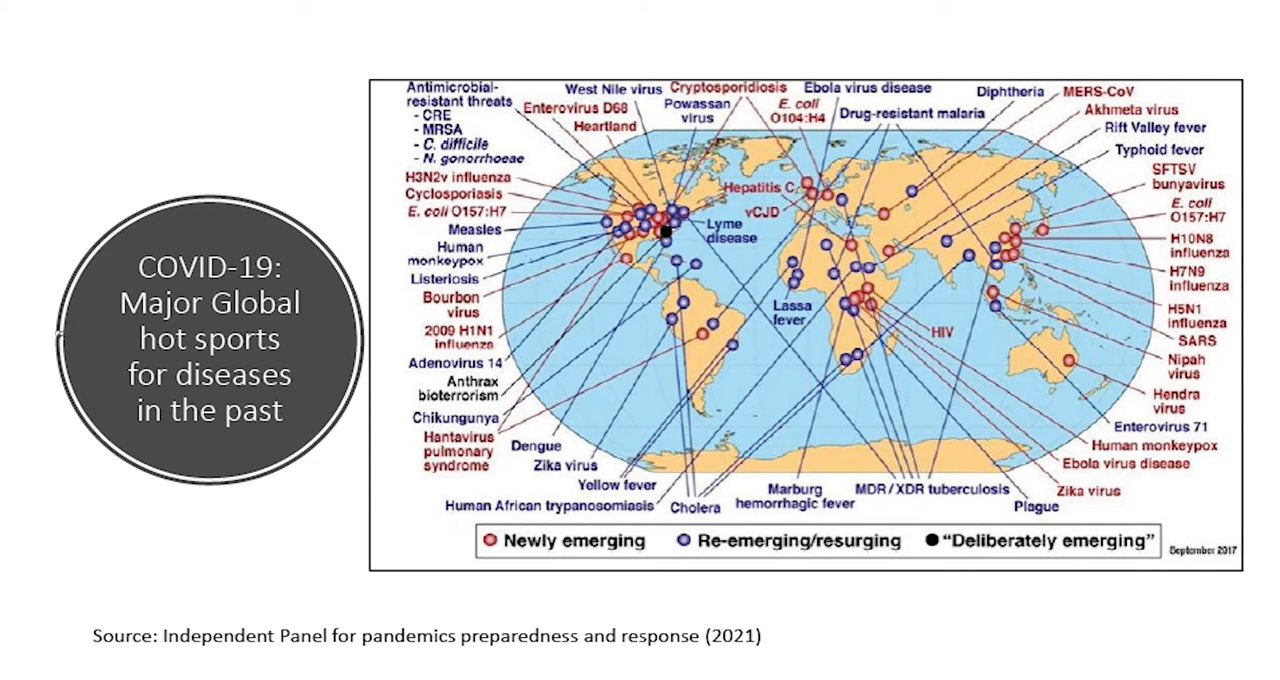 COVID-19:
Major Global
hot sports
for diseases
in the past
Antimicrobial-
resistant threats
- CRE
- MRSA
- C. difficile
- N. gonorrhoeae
H3N2v influenza
Cyclosporiasis
E. coli O157:H7
Measles
Human
monkeypox
Listeriosis
Bourbon
virus
2009 H1N1
influenza
Adenovirus 14
Anthrax
bioterrorism
Chikungunya
Hantavirus
pulmonary
syndrome
Enterovirus D68
Heartland
West Nile virus
Powassan
virus
Cryptosporidiosis
E. coli
O104:H4
Ebola virus disease
Drug-resistant malaria
Diphtheria
MERS-CoV
Akhmeta virus
Rift Valley fever
Typhoid fever
SFTSV
bunyavirus
E. coli
O157:H7
H10N8
influenza
H7N9
influenza
H5N1
influenza
SARS
Nipah
virus
Hendra
virus
Enterovirus 71
Human monkeypox
Ebola virus disease
Zika virus
Plague
Hepatitis C
vCJD
Lyme
disease
Lassa
fever
HIV
Dengue
Zika virus
Yellow fever
Human African trypanosomiasis
Cholera
Marburg
hemorrhagic fever
MDR/XDR tuberculosis
Newly emerging
Re-emerging/resurging
“Deliberately emerging”
September 2017
Source: Independent Panel for pandemics preparedness and response (2021)